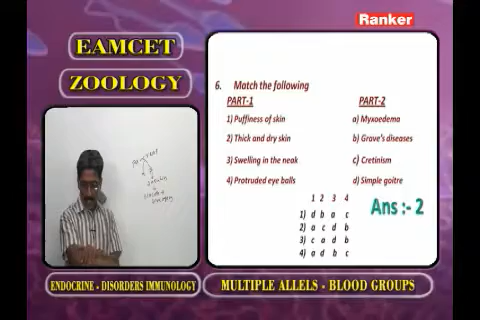 Ranker
EAMCET
ZOOLOGY
6. Match the following
PART-1 PART-2
1) Puffiness of skin a) Myxoedema
2) Thick and dry skin b) Grave's diseases
3) Swelling in the neak c) Cretinism
4) Protruded eye balls d) Simple goitre
1 2 3 4
1) d b a c
2) a c d b
3) c a d b
4) a d b c
Ans :- 2
ENDOCRINE - DISORDERS IMMUNOLOGY
MULTIPLE ALLELS - BLOOD GROUPS